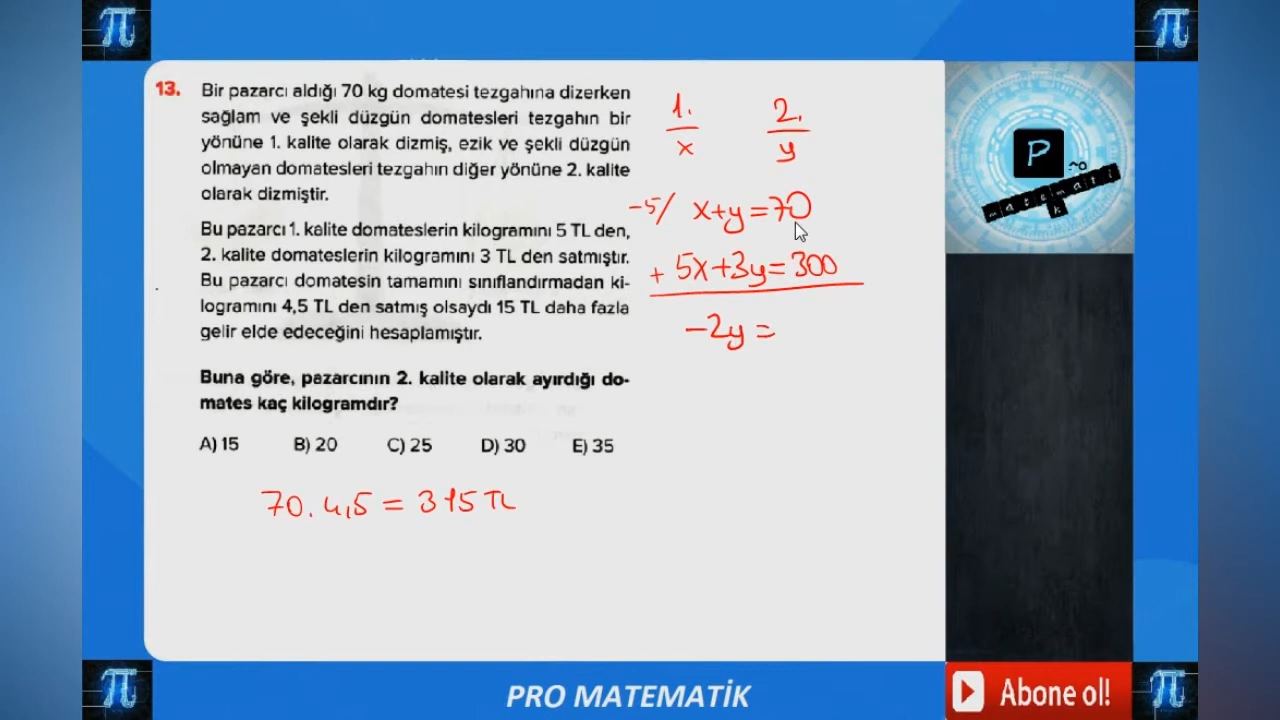 13. Bir pazarcı aldığı 70 kg domatesi tezgahına dizerken
sağlam ve şekli düzgün domatesleri tezgahın bir
yönüne 1. kalite olarak dizmiş, ezik ve şekli düzgün
olmayan domatesleri tezgahın diğer yönüne 2. kalite
olarak dizmiştir.
Bu pazarcı 1. kalite domateslerin kilogramını 5 TL den,
2. kalite domateslerin kilogramını 3 TL den satmıştır.
Bu pazarcı domatesin tamamını sınıflandırmadan ki-
logramını 4,5 TL den satmış olsaydı 15 TL daha fazla
gelir elde edeceğini hesaplamıştır.
Buna göre, pazarcının 2. kalite olarak ayırdığı do-
mates kaç kilogramdır?
A) 15 B) 20 C) 25 D) 30 E) 35
70 . 4,5 = 315 TL
1. 2.
x y
-5/ x+y=70
+ 5x+3y=300
-2y=
P
matematik
PRO MATEMATİK
Abone ol!